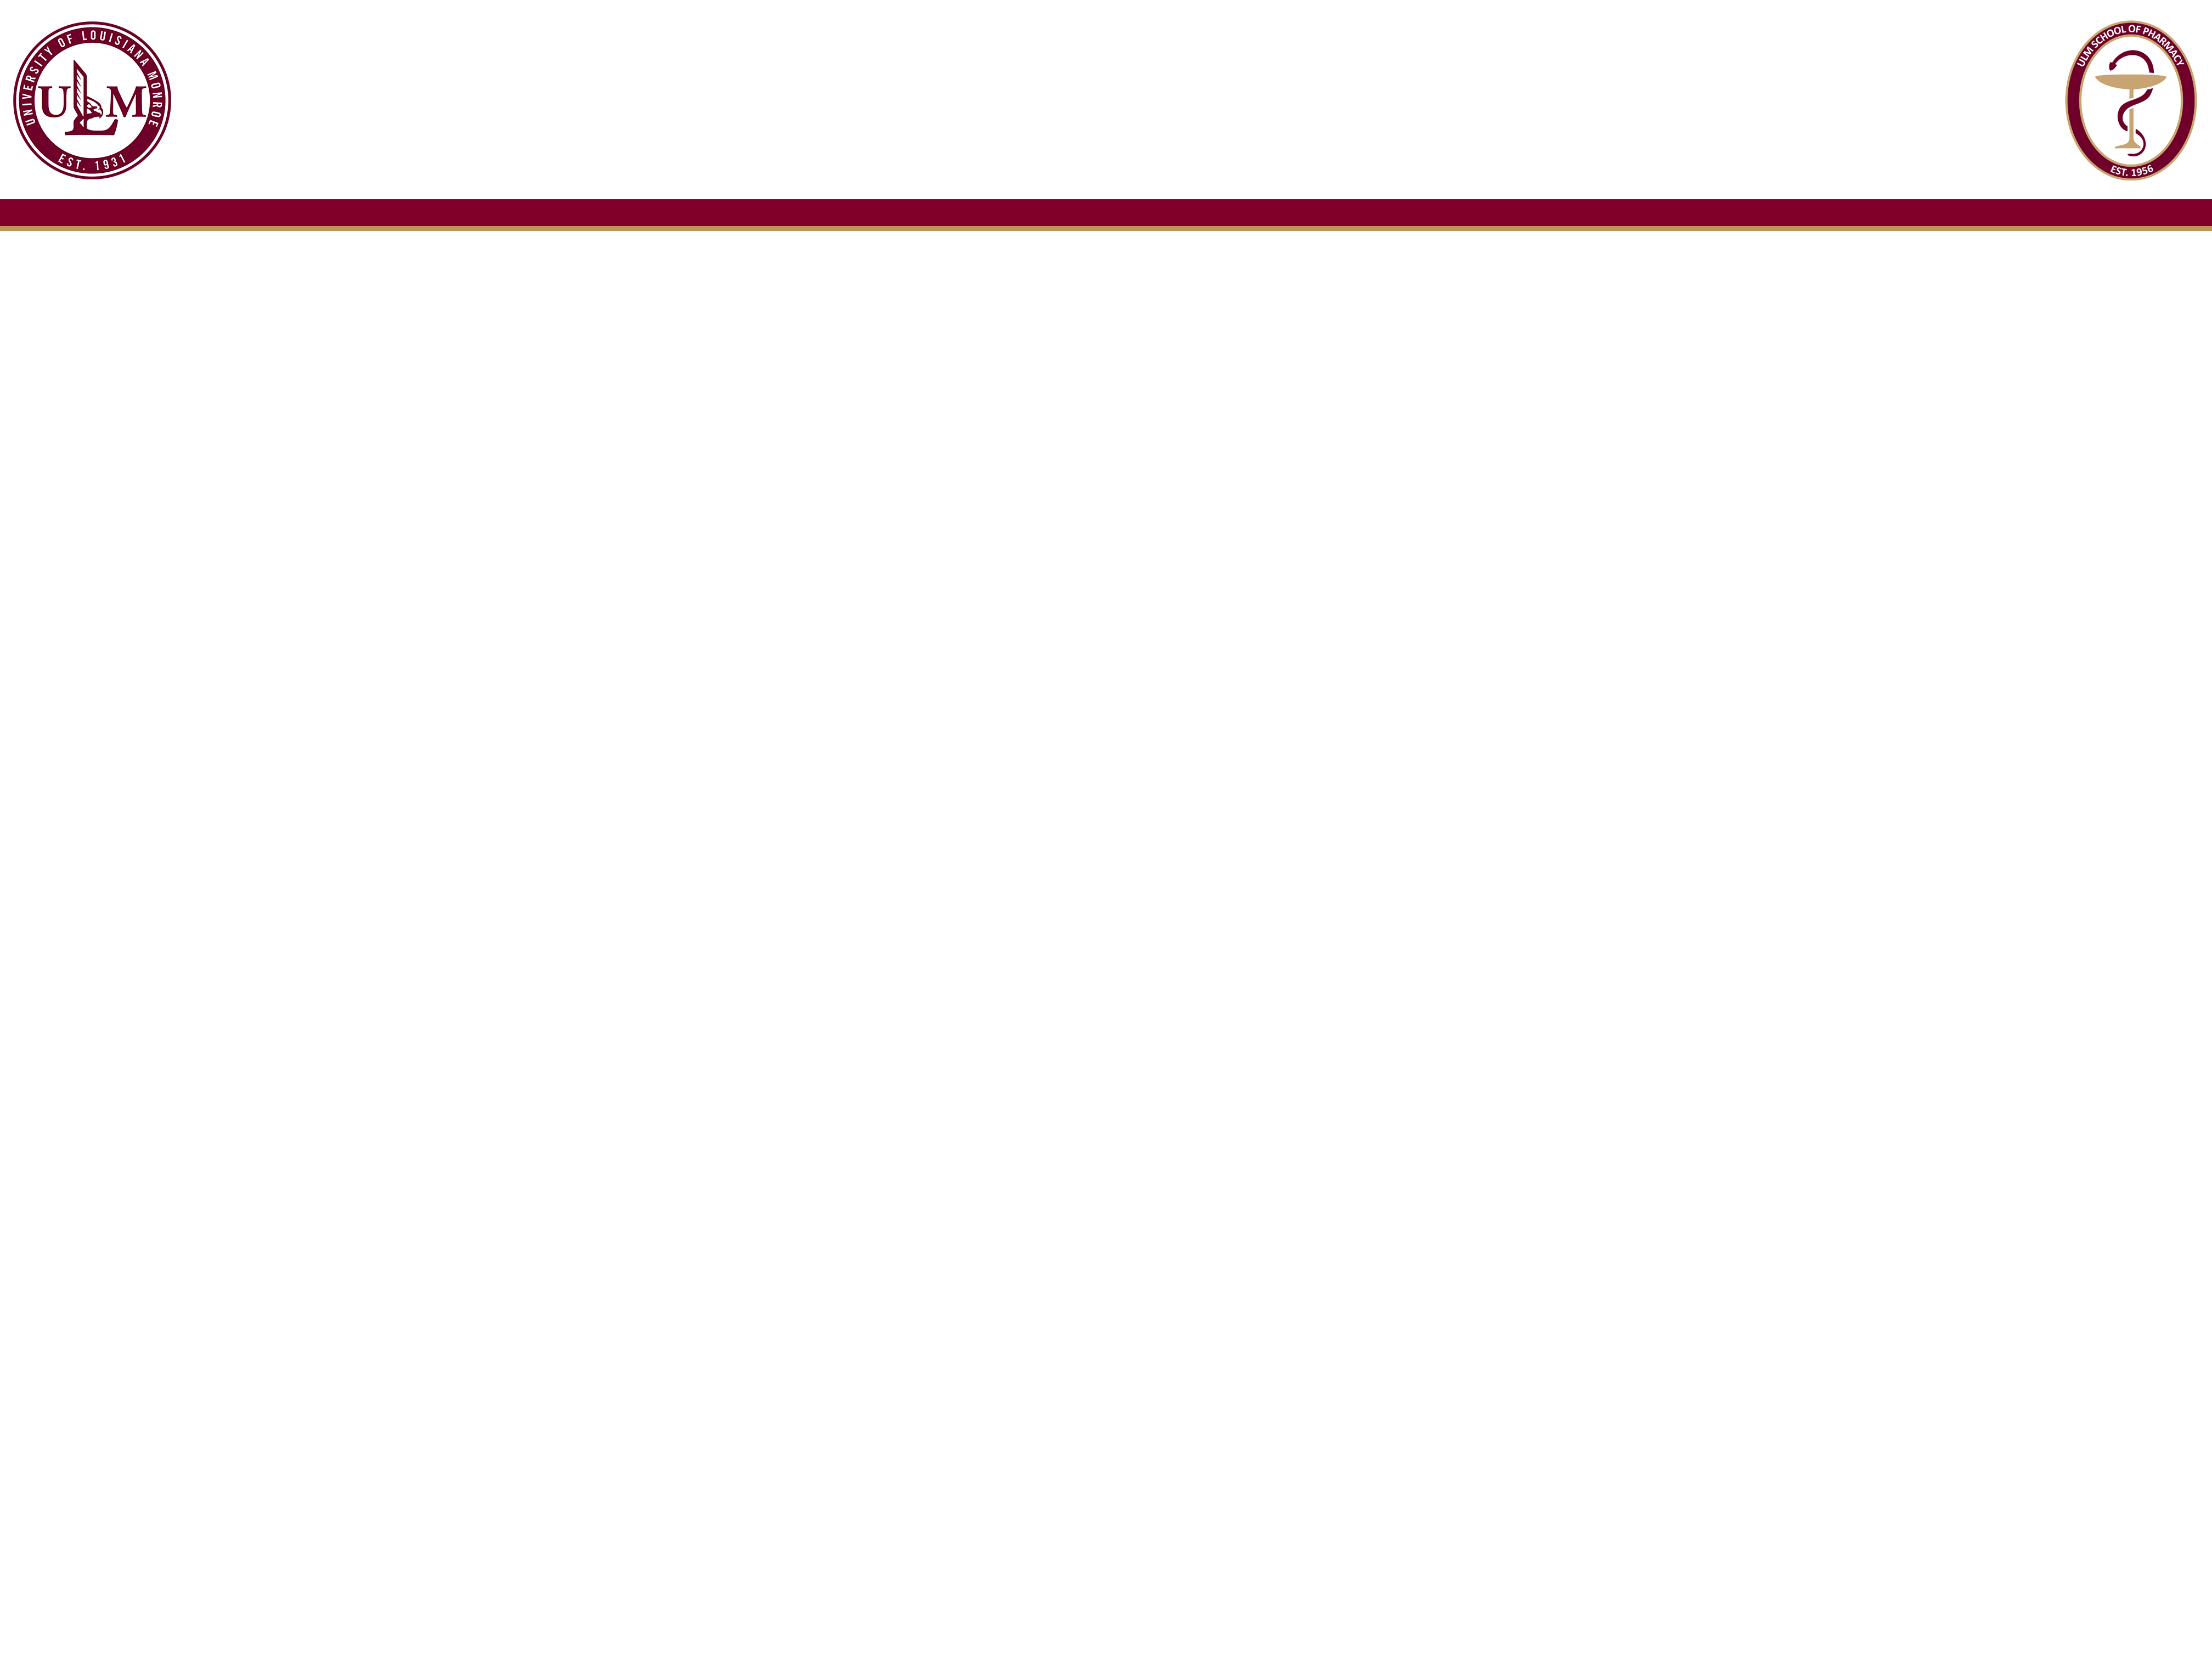 UNIVERSITY OF LOUISIANA MONROE
ULM
EST. 1931
ULM SCHOOL OF PHARMACY
EST. 1956